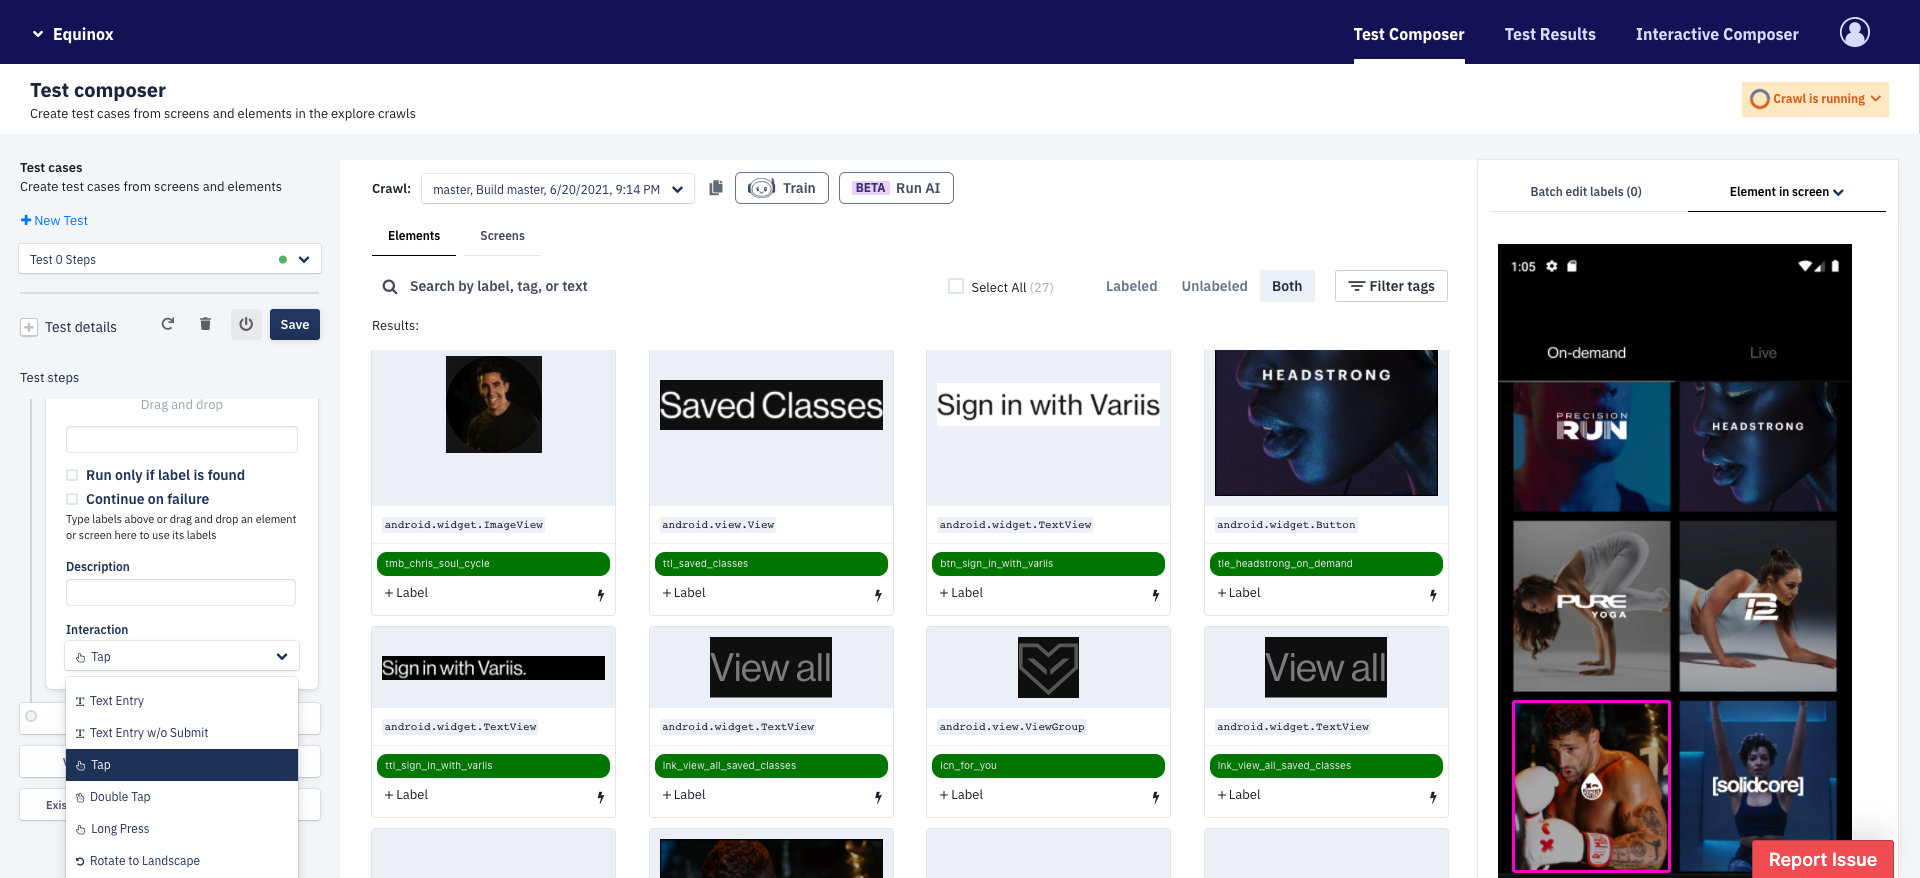 Equinox
Test Composer
Test Results
Interactive Composer
Test composer
Create test cases from screens and elements in the explore crawls
Crawl is running
Test cases
Create test cases from screens and elements
New Test
Test 0 Steps
Test details
Save
Test steps
Drag and drop
Run only if label is found
Continue on failure
Type labels above or drag and drop an element
or screen here to use its labels
Description
Interaction
Tap
Text Entry
Text Entry w/o Submit
Tap
Double Tap
Long Press
Rotate to Landscape
Exis
Crawl:
master, Build master, 6/20/2021, 9:14 PM
Train
BETA Run AI
Elements
Screens
Search by label, tag, or text
Select All (27)
Labeled
Unlabeled
Both
Filter tags
Results:
Saved Classes
Sign in with Variis
HEADSTRONG
android.widget.ImageView
android.view.View
android.widget.TextView
android.widget.Button
tmb_chris_soul_cycle
ttl_saved_classes
btn_sign_in_with_variis
tle_headstrong_on_demand
+ Label
+ Label
+ Label
+ Label
Sign in with Variis.
View all
View all
android.widget.TextView
android.widget.TextView
android.view.ViewGroup
android.widget.TextView
ttl_sign_in_with_variis
lnk_view_all_saved_classes
icn_for_you
lnk_view_all_saved_classes
+ Label
+ Label
+ Label
+ Label
Batch edit labels (0)
Element in screen
1:05
On-demand
Live
PRECISION
RUN
HEADSTRONG
PURE
YOGA
[solidcore]
Report Issue